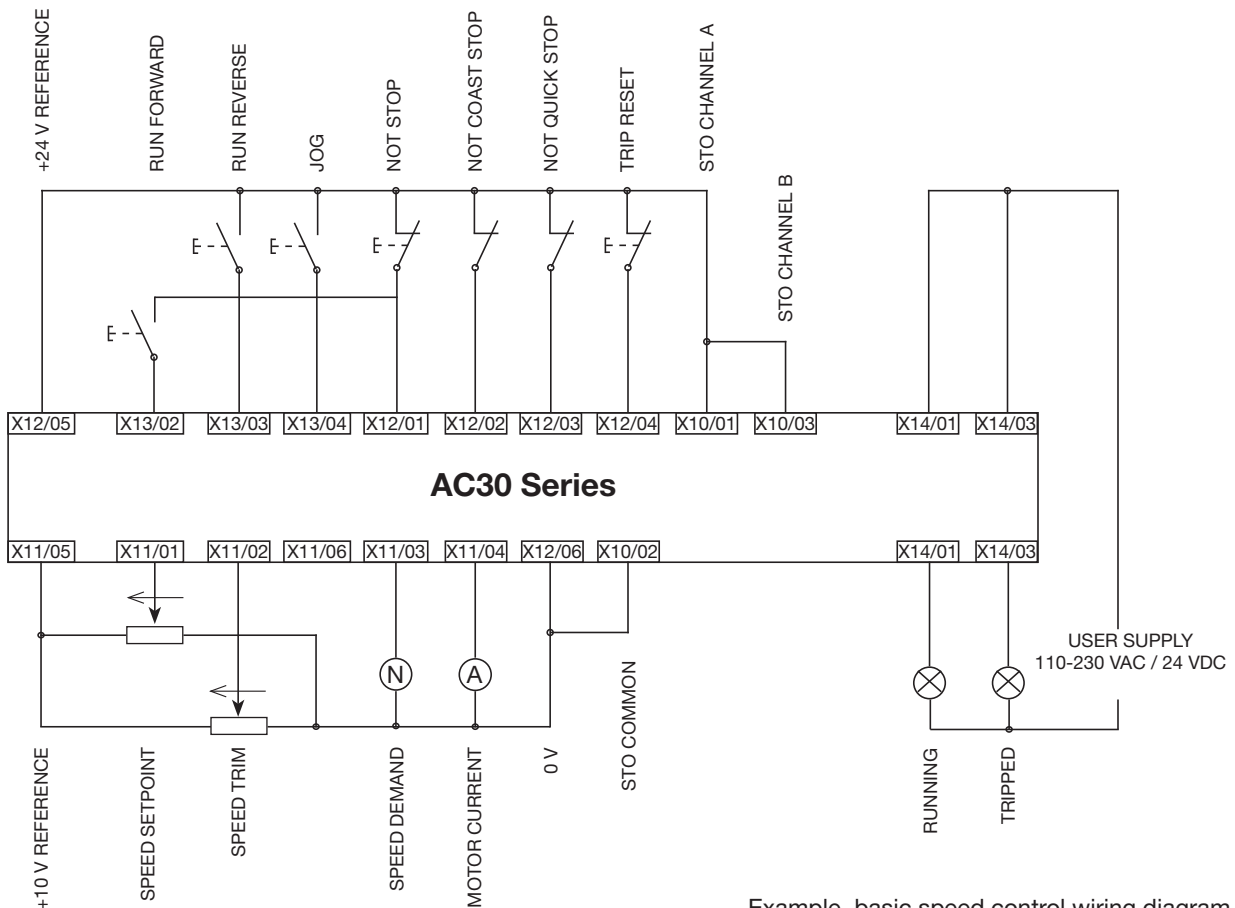 +24 V REFERENCE
RUN FORWARD
RUN REVERSE
JOG
NOT STOP
NOT COAST STOP
NOT QUICK STOP
TRIP RESET
STO CHANNEL A
STO CHANNEL B
X12/05
X13/02
X13/03
X13/04
X12/01
X12/02
X12/03
X12/04
X10/01
X10/03
X14/01
X14/03
AC30 Series
X11/05
X11/01
X11/02
X11/06
X11/03
X11/04
X12/06
X10/02
X14/01
X14/03
N
A
USER SUPPLY
110-230 VAC / 24 VDC
+10 V REFERENCE
SPEED SETPOINT
SPEED TRIM
SPEED DEMAND
MOTOR CURRENT
0 V
STO COMMON
RUNNING
TRIPPED
Example, basic speed control wiring diagram